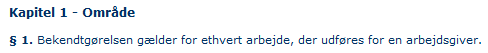 Kapitel 1 - Område
§ 1. Bekendtgørelsen gælder for ethvert arbejde, der udføres for en arbejdsgiver.